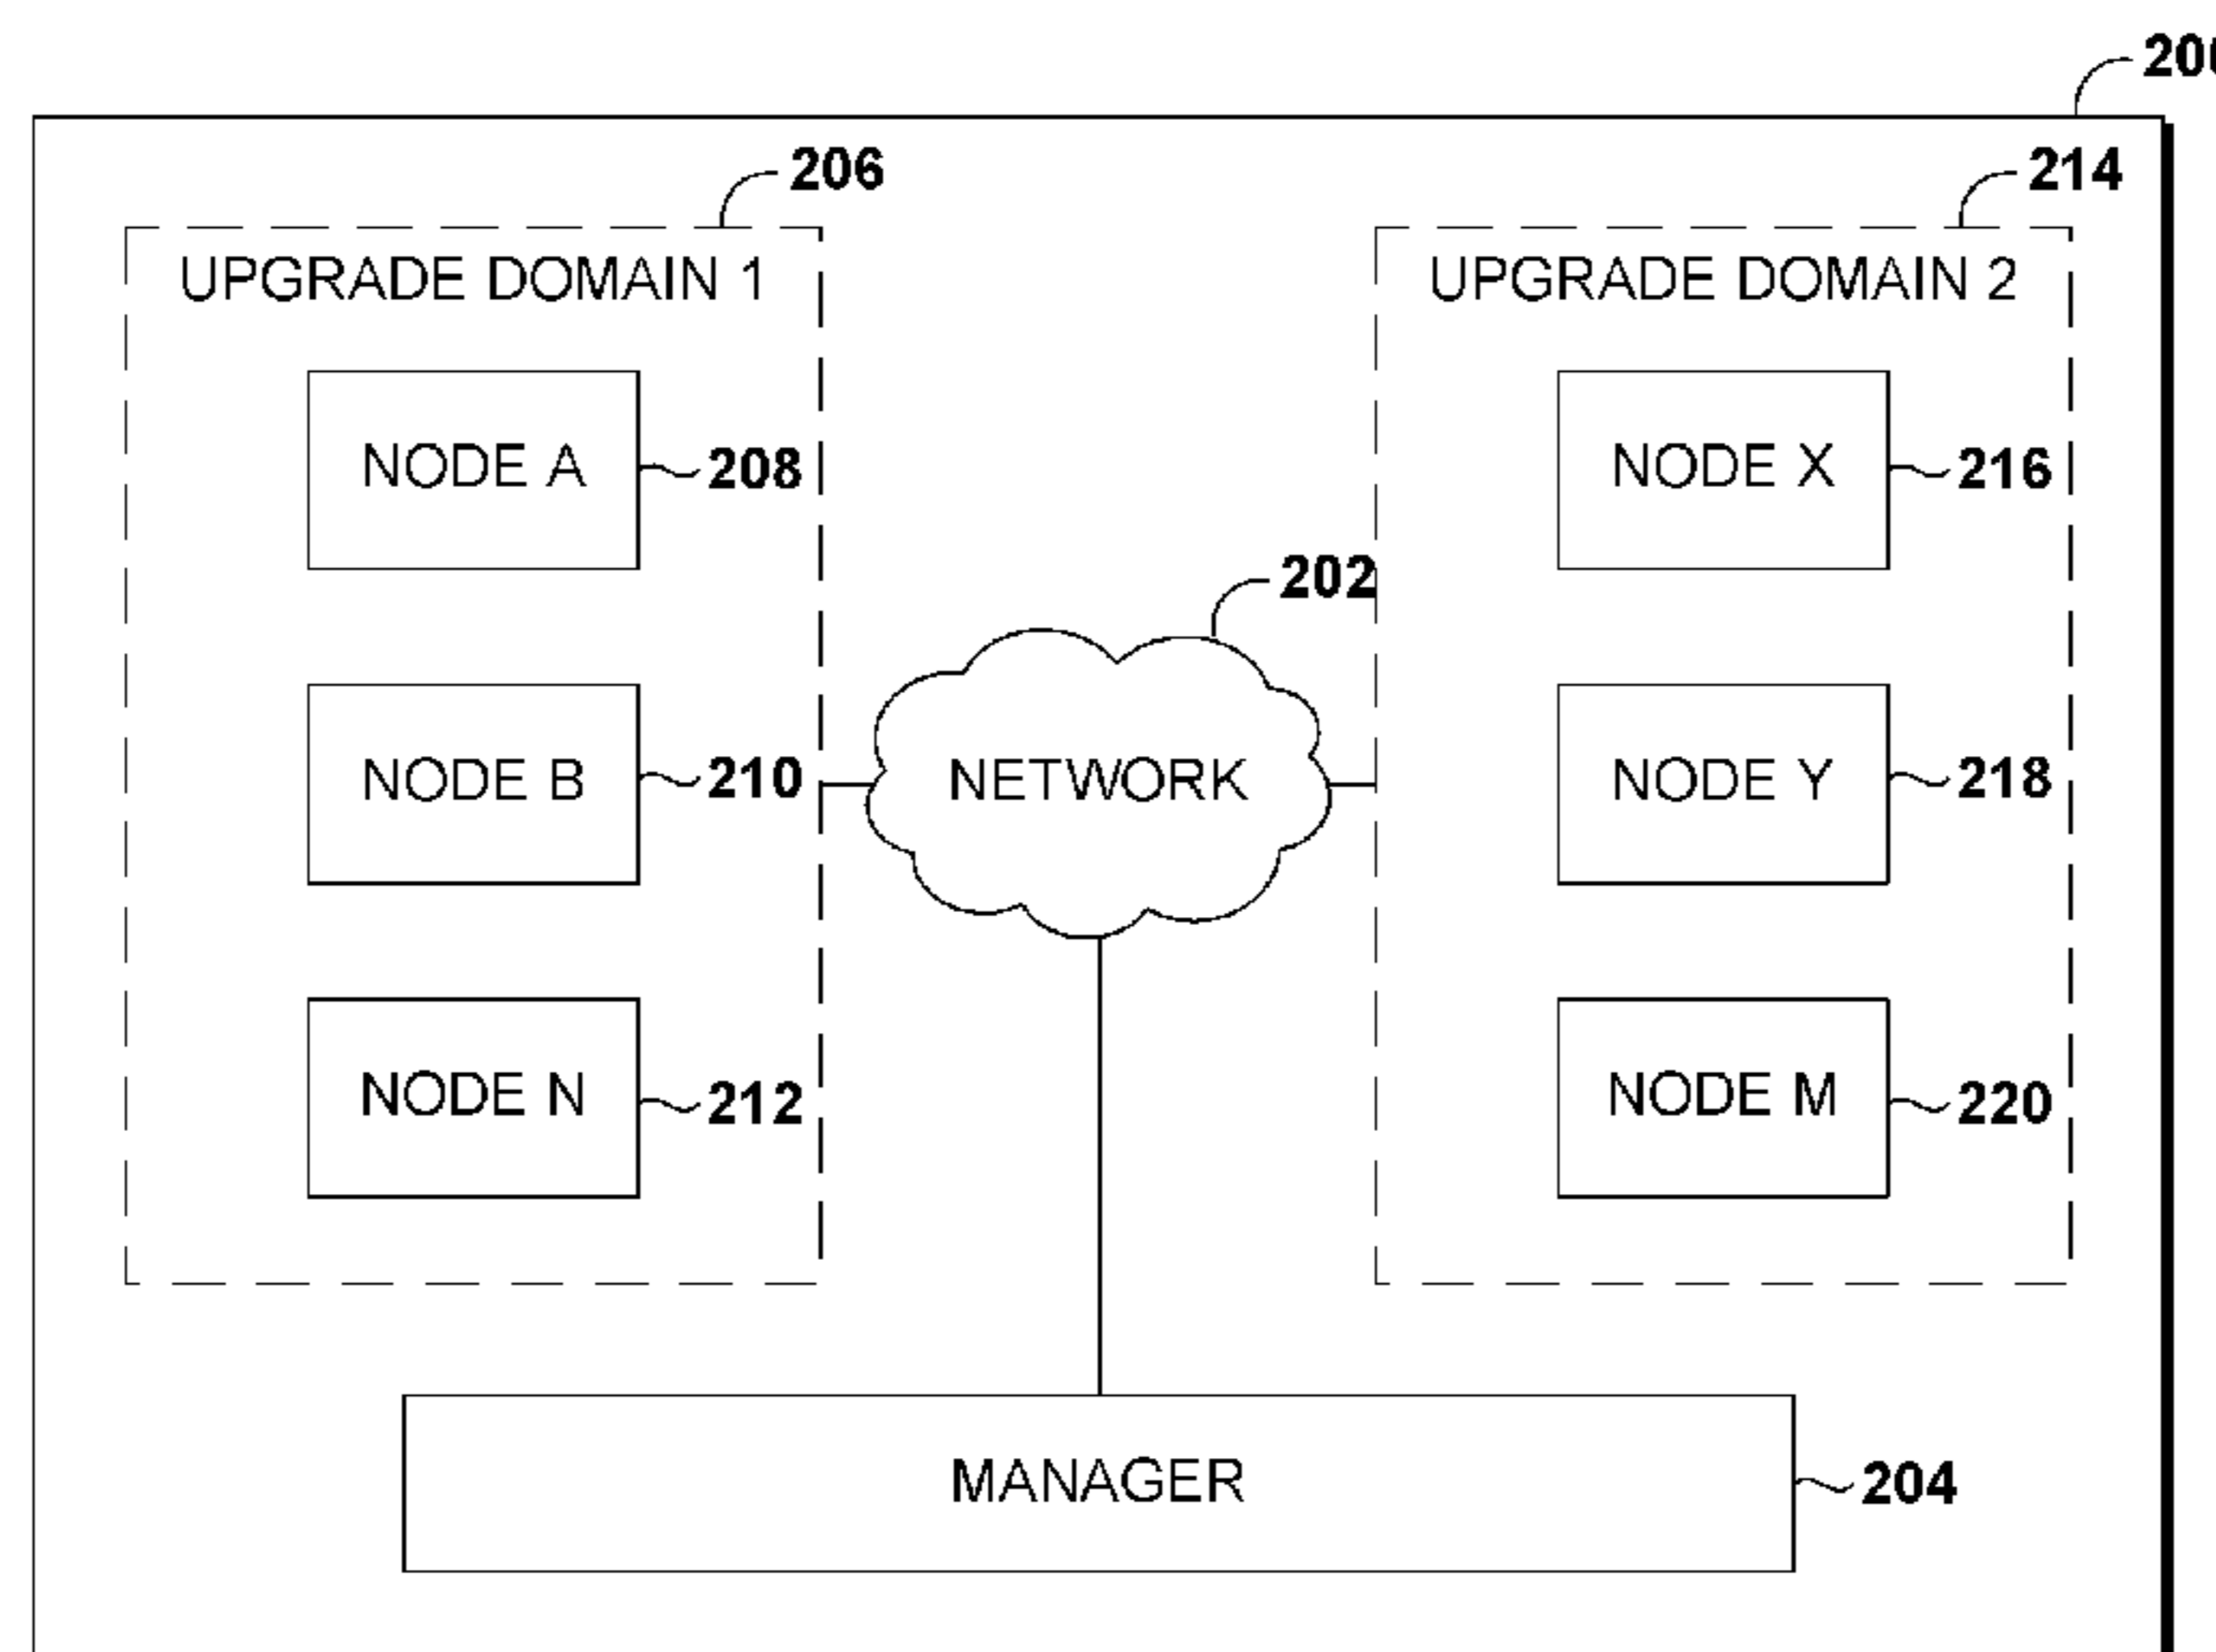 206
214
UPGRADE DOMAIN 1
UPGRADE DOMAIN 2
NODE A
208
NODE X
216
202
NODE B
210
NETWORK
NODE Y
218
NODE N
212
NODE M
220
MANAGER
204